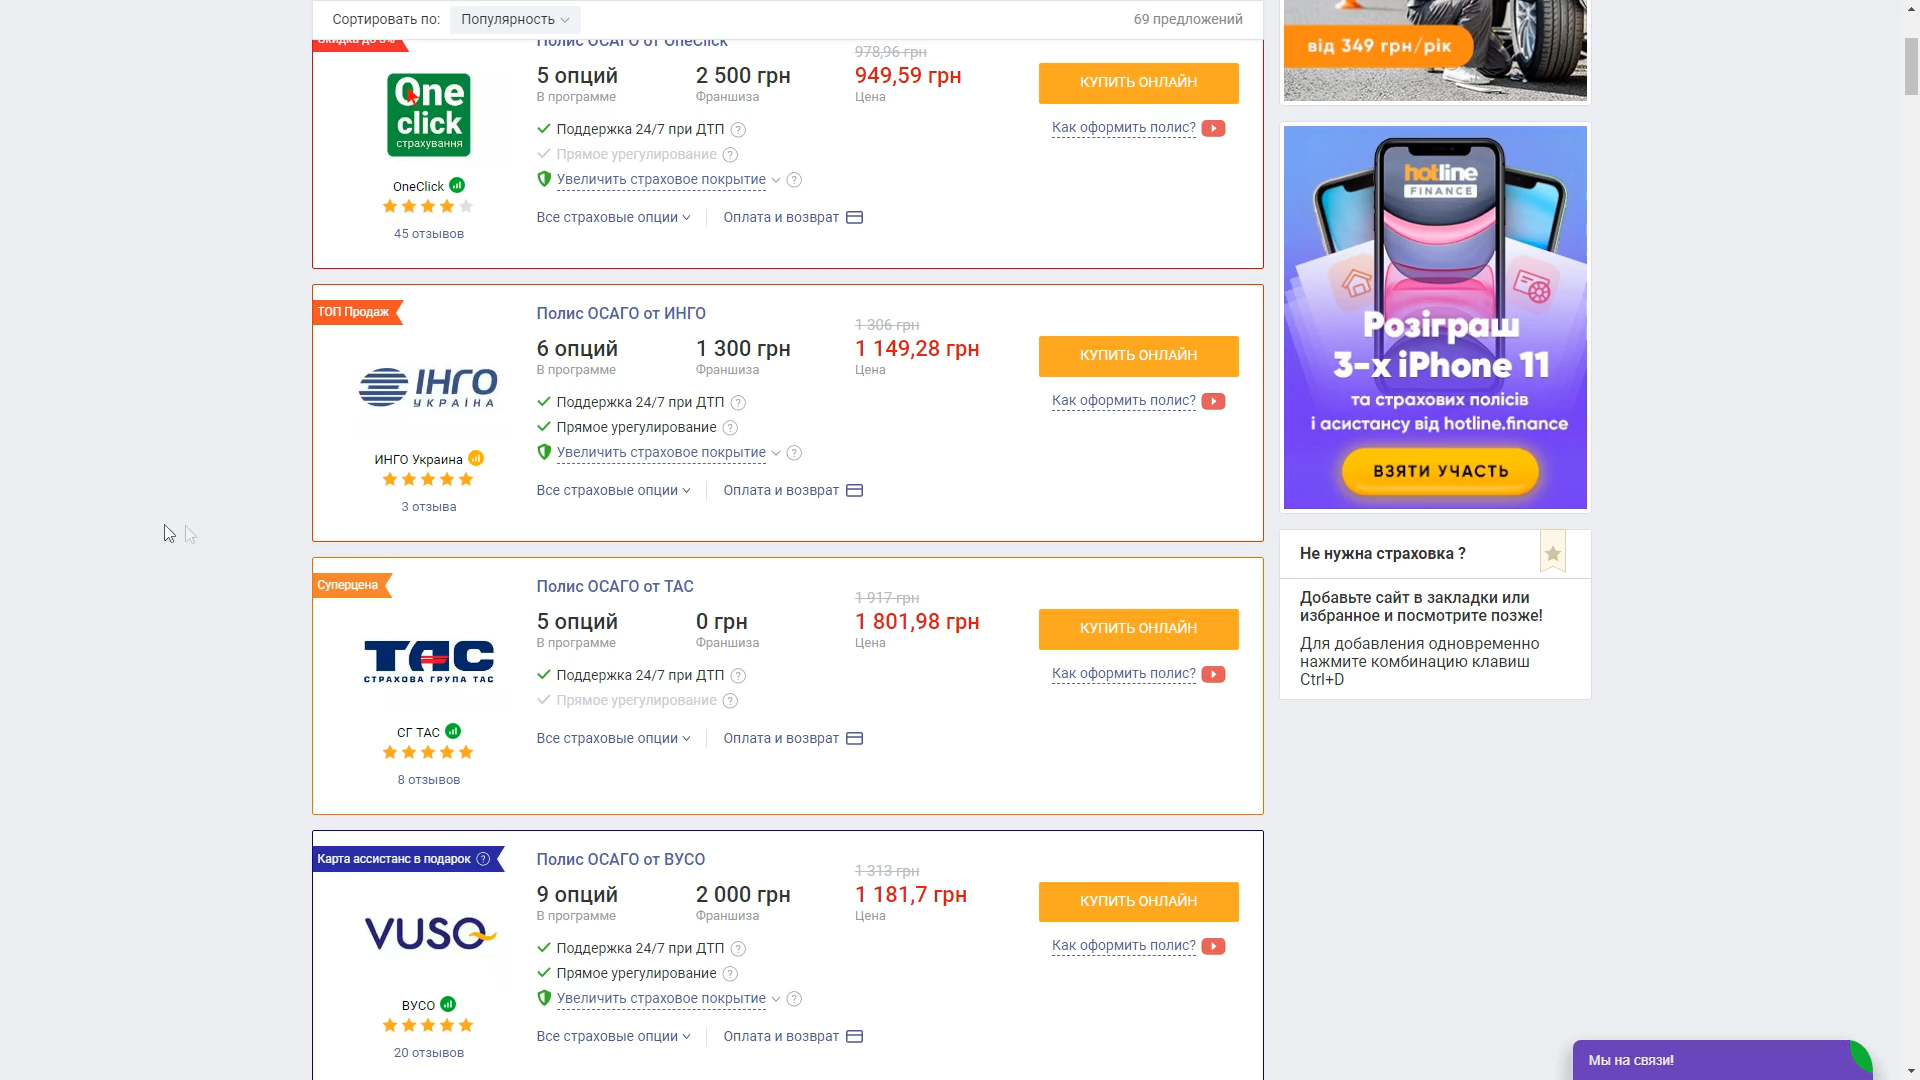 Сортировать по:
Популярность
69 предложений
Скидка до 3%
Полис ОСАГО от OneClick
978,96 грн
5 опций
2 500 грн
949,59 грн
В программе
Франшиза
Цена
КУПИТЬ ОНЛАЙН
One
click
страхування
Поддержка 24/7 при ДТП
Как оформить полис?
Прямое урегулирование
Увеличить страховое покрытие
OneClick
Все страховые опции
Оплата и возврат
45 отзывов
ТОП Продаж
Полис ОСАГО от ИНГО
1 306 грн
6 опций
1 300 грн
1 149,28 грн
В программе
Франшиза
Цена
КУПИТЬ ОНЛАЙН
ІНГО
УКРАЇНА
Поддержка 24/7 при ДТП
Как оформить полис?
Прямое урегулирование
Увеличить страховое покрытие
ИНГО Украина
Все страховые опции
Оплата и возврат
3 отзыва
Суперцена
Полис ОСАГО от ТАС
1 917 грн
5 опций
0 грн
1 801,98 грн
В программе
Франшиза
Цена
КУПИТЬ ОНЛАЙН
ТАС
СТРАХОВА ГРУПА ТАС
Поддержка 24/7 при ДТП
Как оформить полис?
Прямое урегулирование
СГ ТАС
Все страховые опции
Оплата и возврат
8 отзывов
Карта ассистанс в подарок
Полис ОСАГО от ВУСО
1 313 грн
9 опций
2 000 грн
1 181,7 грн
В программе
Франшиза
Цена
КУПИТЬ ОНЛАЙН
VUSO
Поддержка 24/7 при ДТП
Как оформить полис?
Прямое урегулирование
Увеличить страховое покрытие
ВУСО
Все страховые опции
Оплата и возврат
20 отзывов
від 349 грн/рік
hotline
FINANCE
Розіграш
3-х iPhone 11
та страхових полісів
і асистансу від hotline.finance
ВЗЯТИ УЧАСТЬ
Не нужна страховка ?
Добавьте сайт в закладки или
избранное и посмотрите позже!
Для добавления одновременно
нажмите комбинацию клавиш
Ctrl+D
Мы на связи!